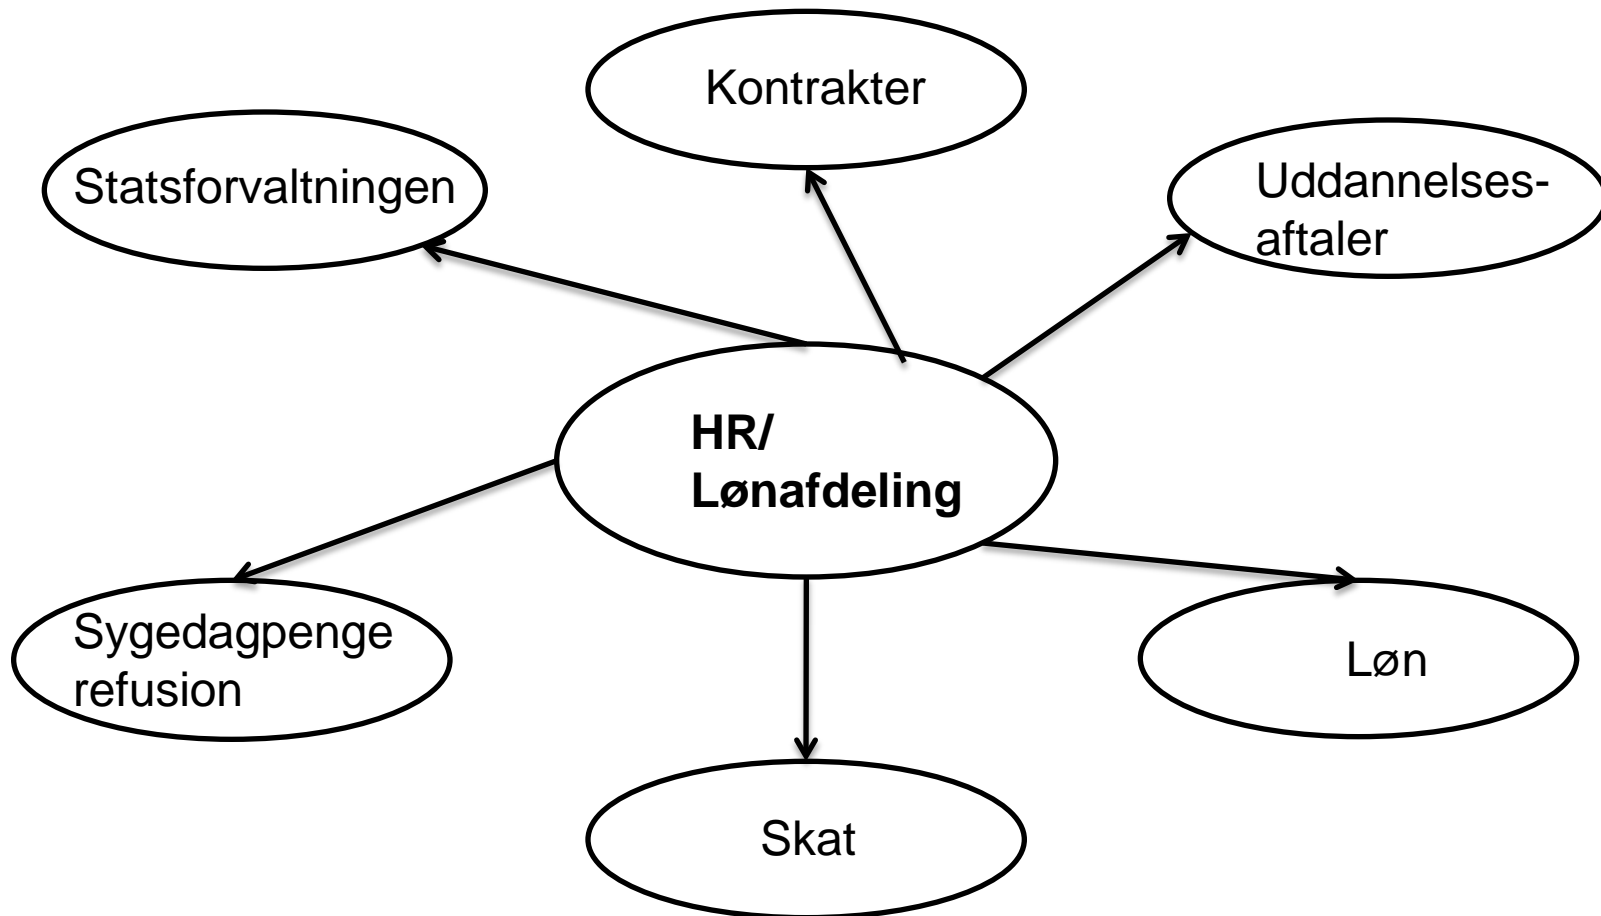 Kontrakter
Statsforvaltningen
Uddannelses-
aftaler
HR/
Lønafdeling
Sygedagpenge
refusion
Løn
Skat